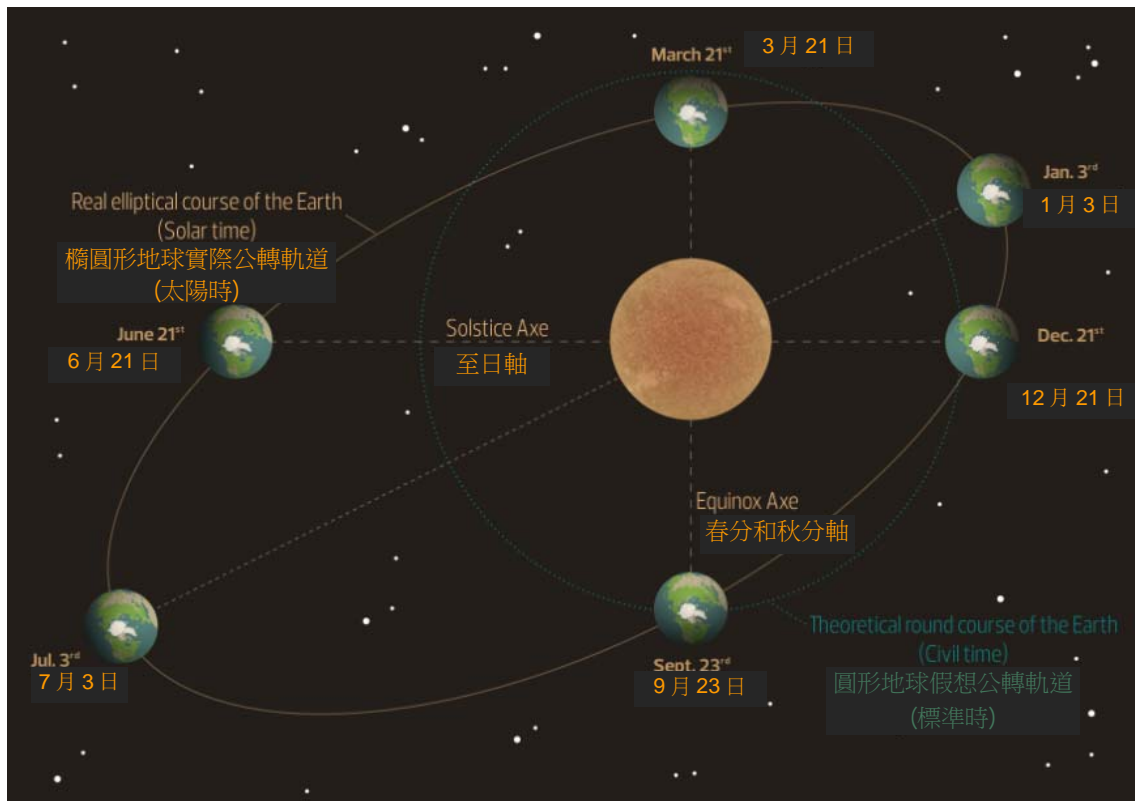 March 21st
3 月 21 日
Jan. 3rd
1 月 3 日
Real elliptical course of the Earth
(Solar time)
橢圓形地球實際公轉軌道
(太陽時)
June 21st
6 月 21 日
Solstice Axe
至日軸
Dec. 21st
12 月 21 日
Equinox Axe
春分和秋分軸
Theoretical round course of the Earth
(Civil time)
圓形地球假想公轉軌道
(標準時)
Jul. 3rd
7 月 3 日
Sept. 23rd
9 月 23 日